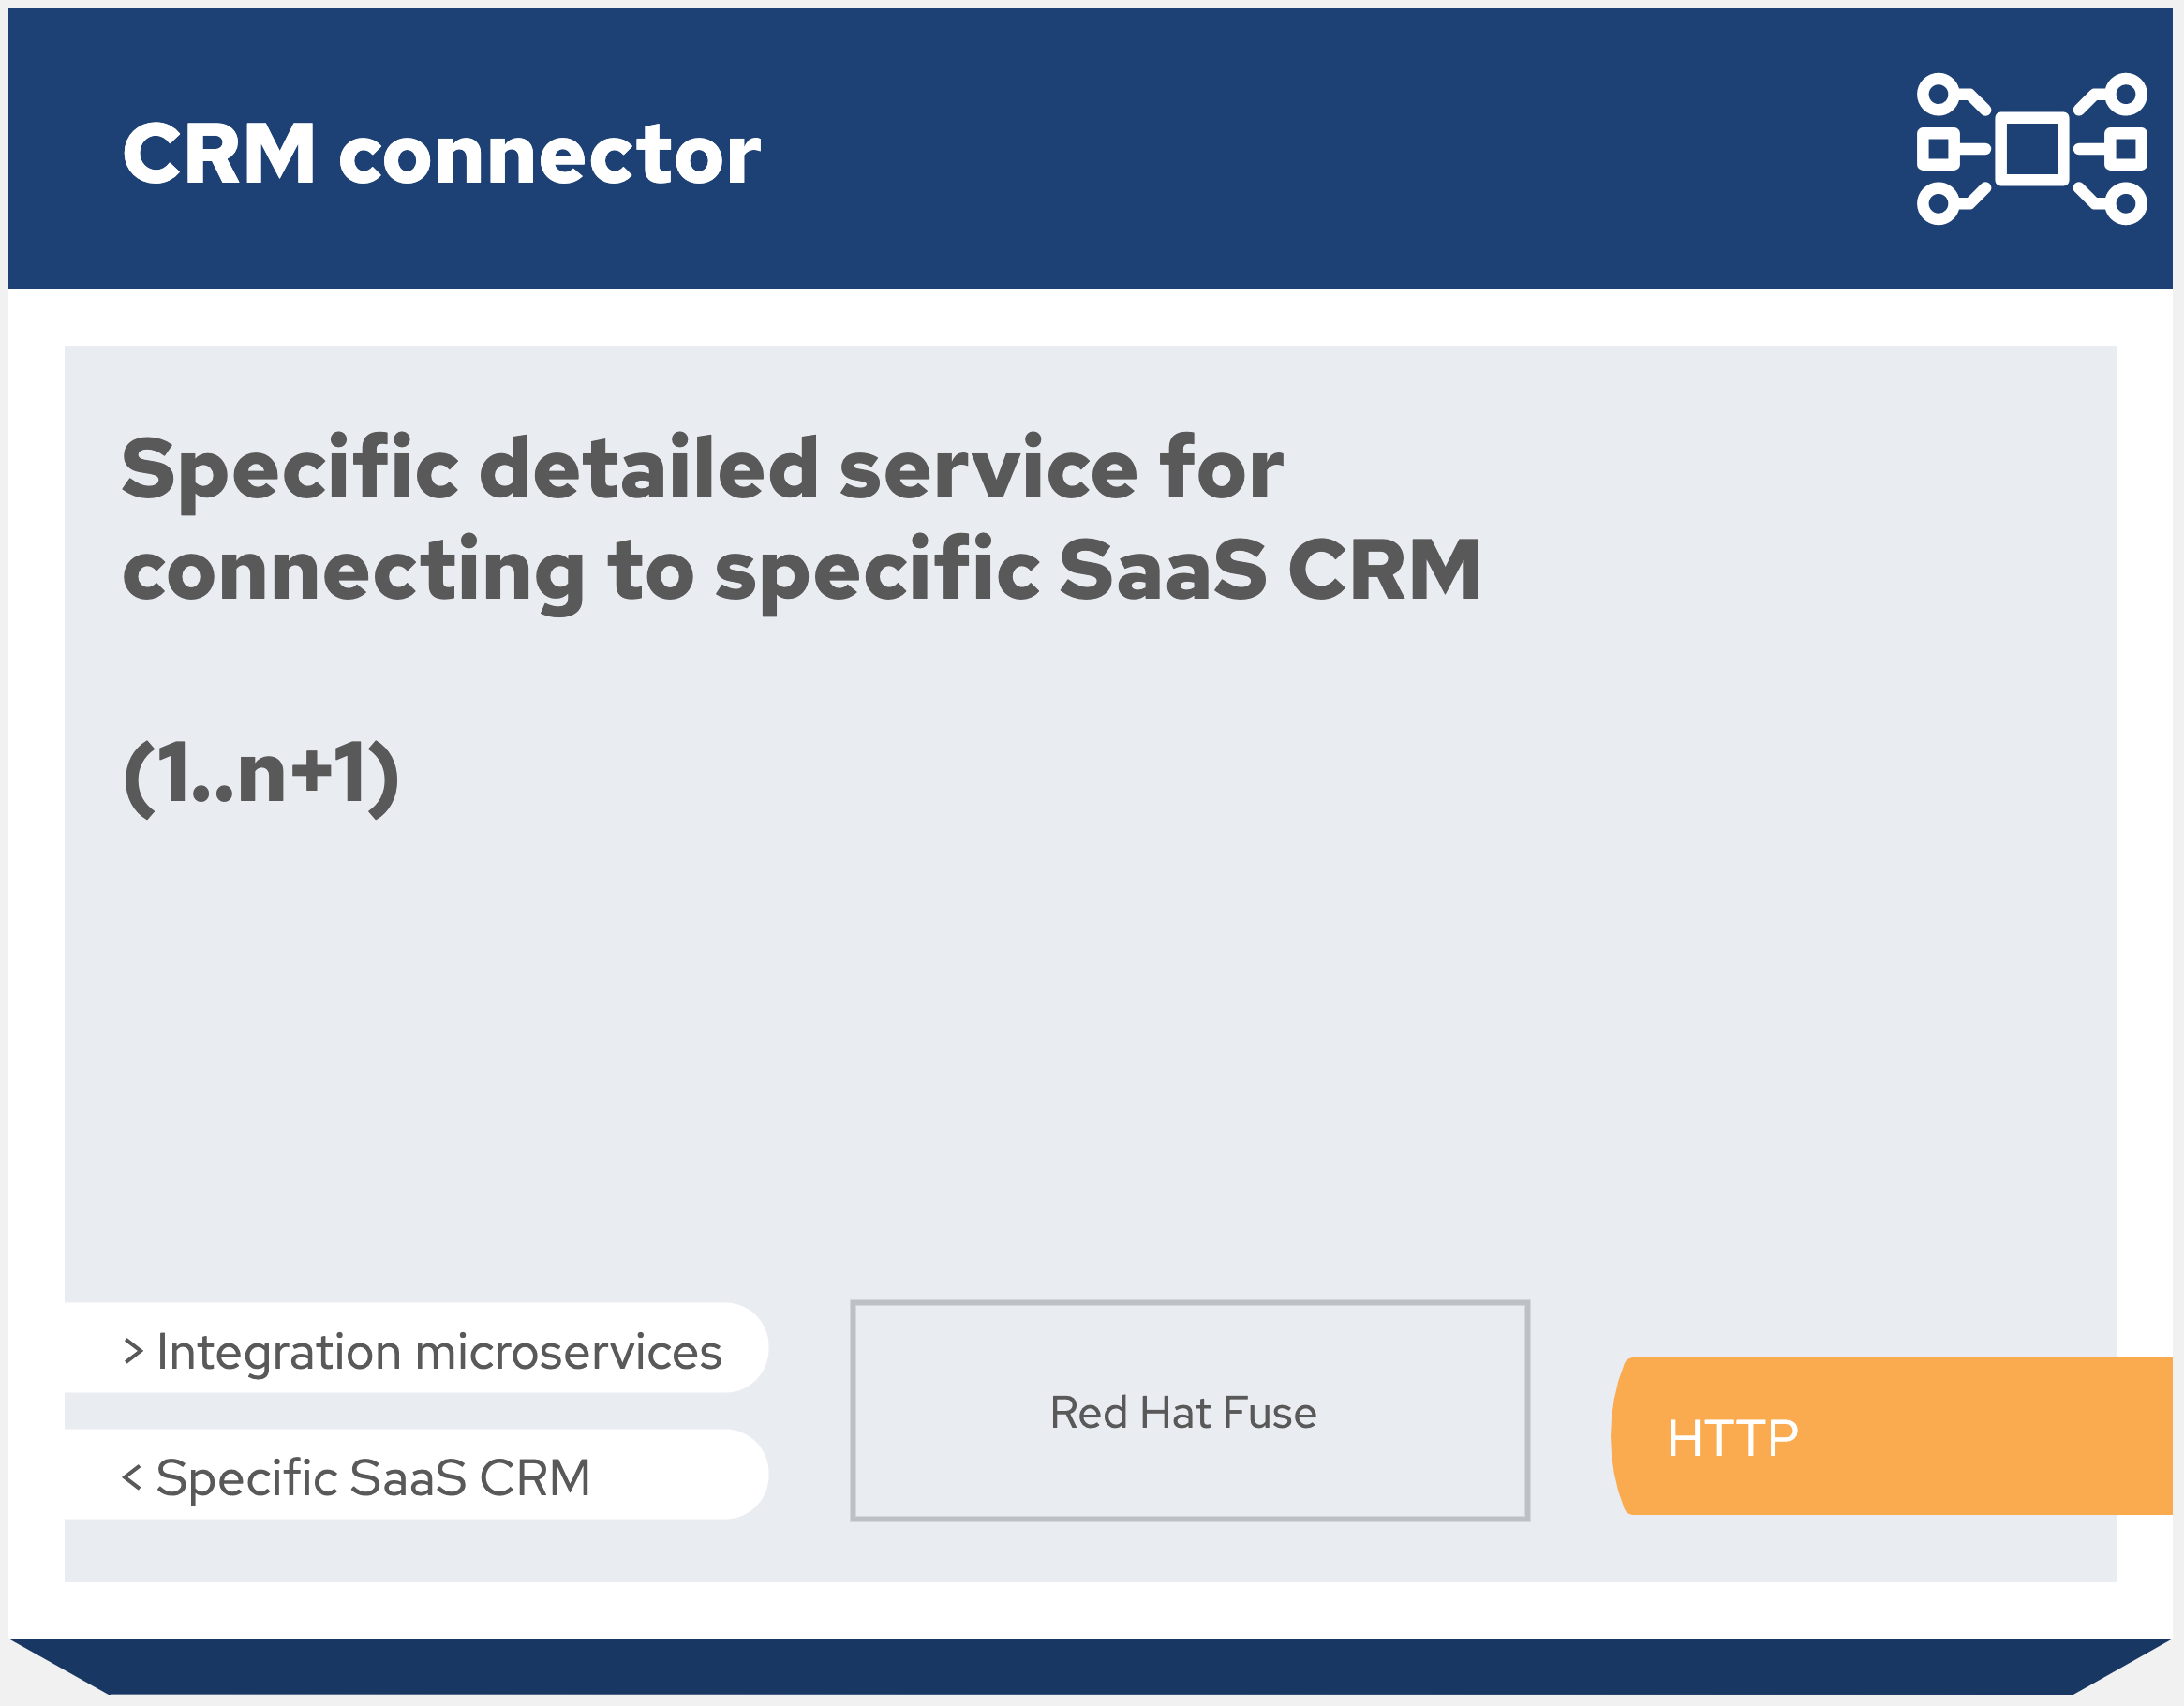 CRM connector
Specific detailed service for
connecting to specific SaaS CRM
(1..n+1)
> Integration microservices
< Specific SaaS CRM
Red Hat Fuse
HTTP